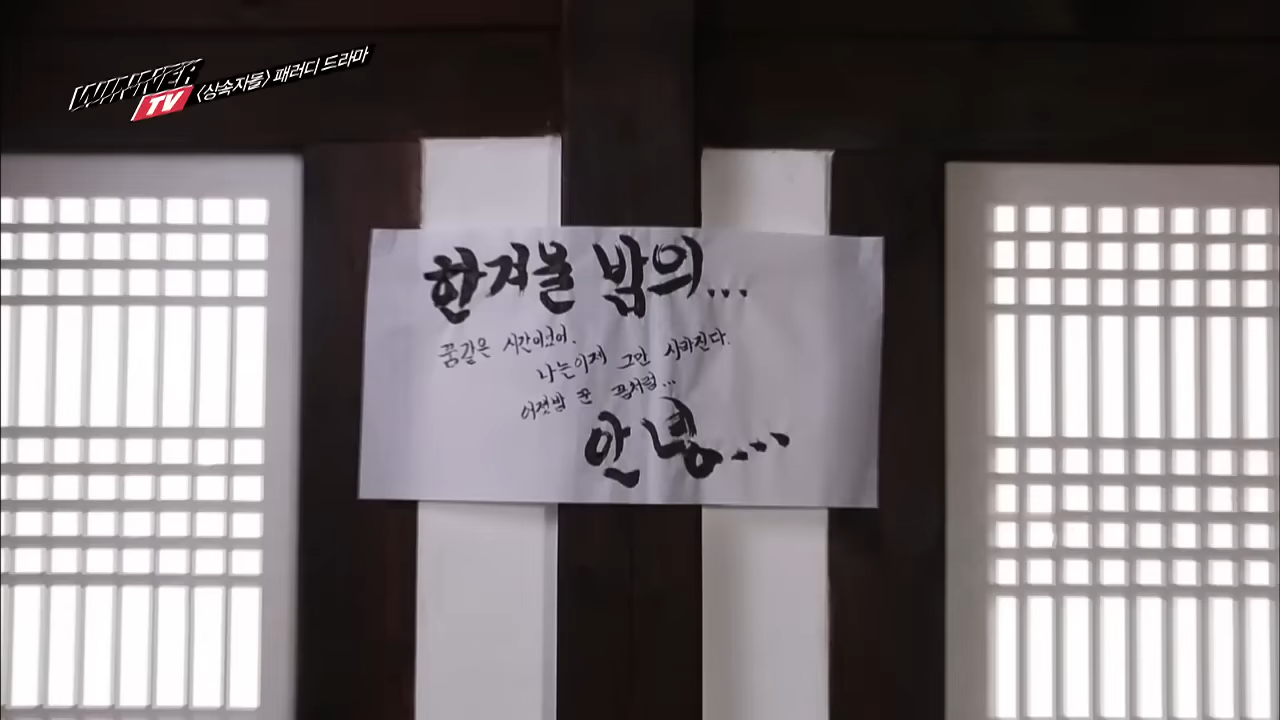 WINNER TV <상속자돌> 패러디 드라마
한겨울 밤의...
꿈같은 시간이었어.
나는 이제 그만 사라진다.
어젯밤 꾼 꿈처럼...
안녕...